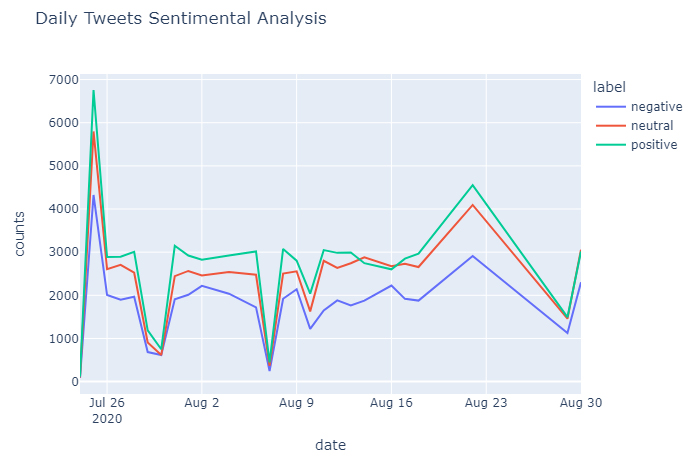 Daily Tweets Sentimental Analysis
label
negative
neutral
positive
7000
6000
5000
4000
3000
2000
1000
0
counts
Jul 26
2020
Aug 2
Aug 9
Aug 16
Aug 23
Aug 30
date